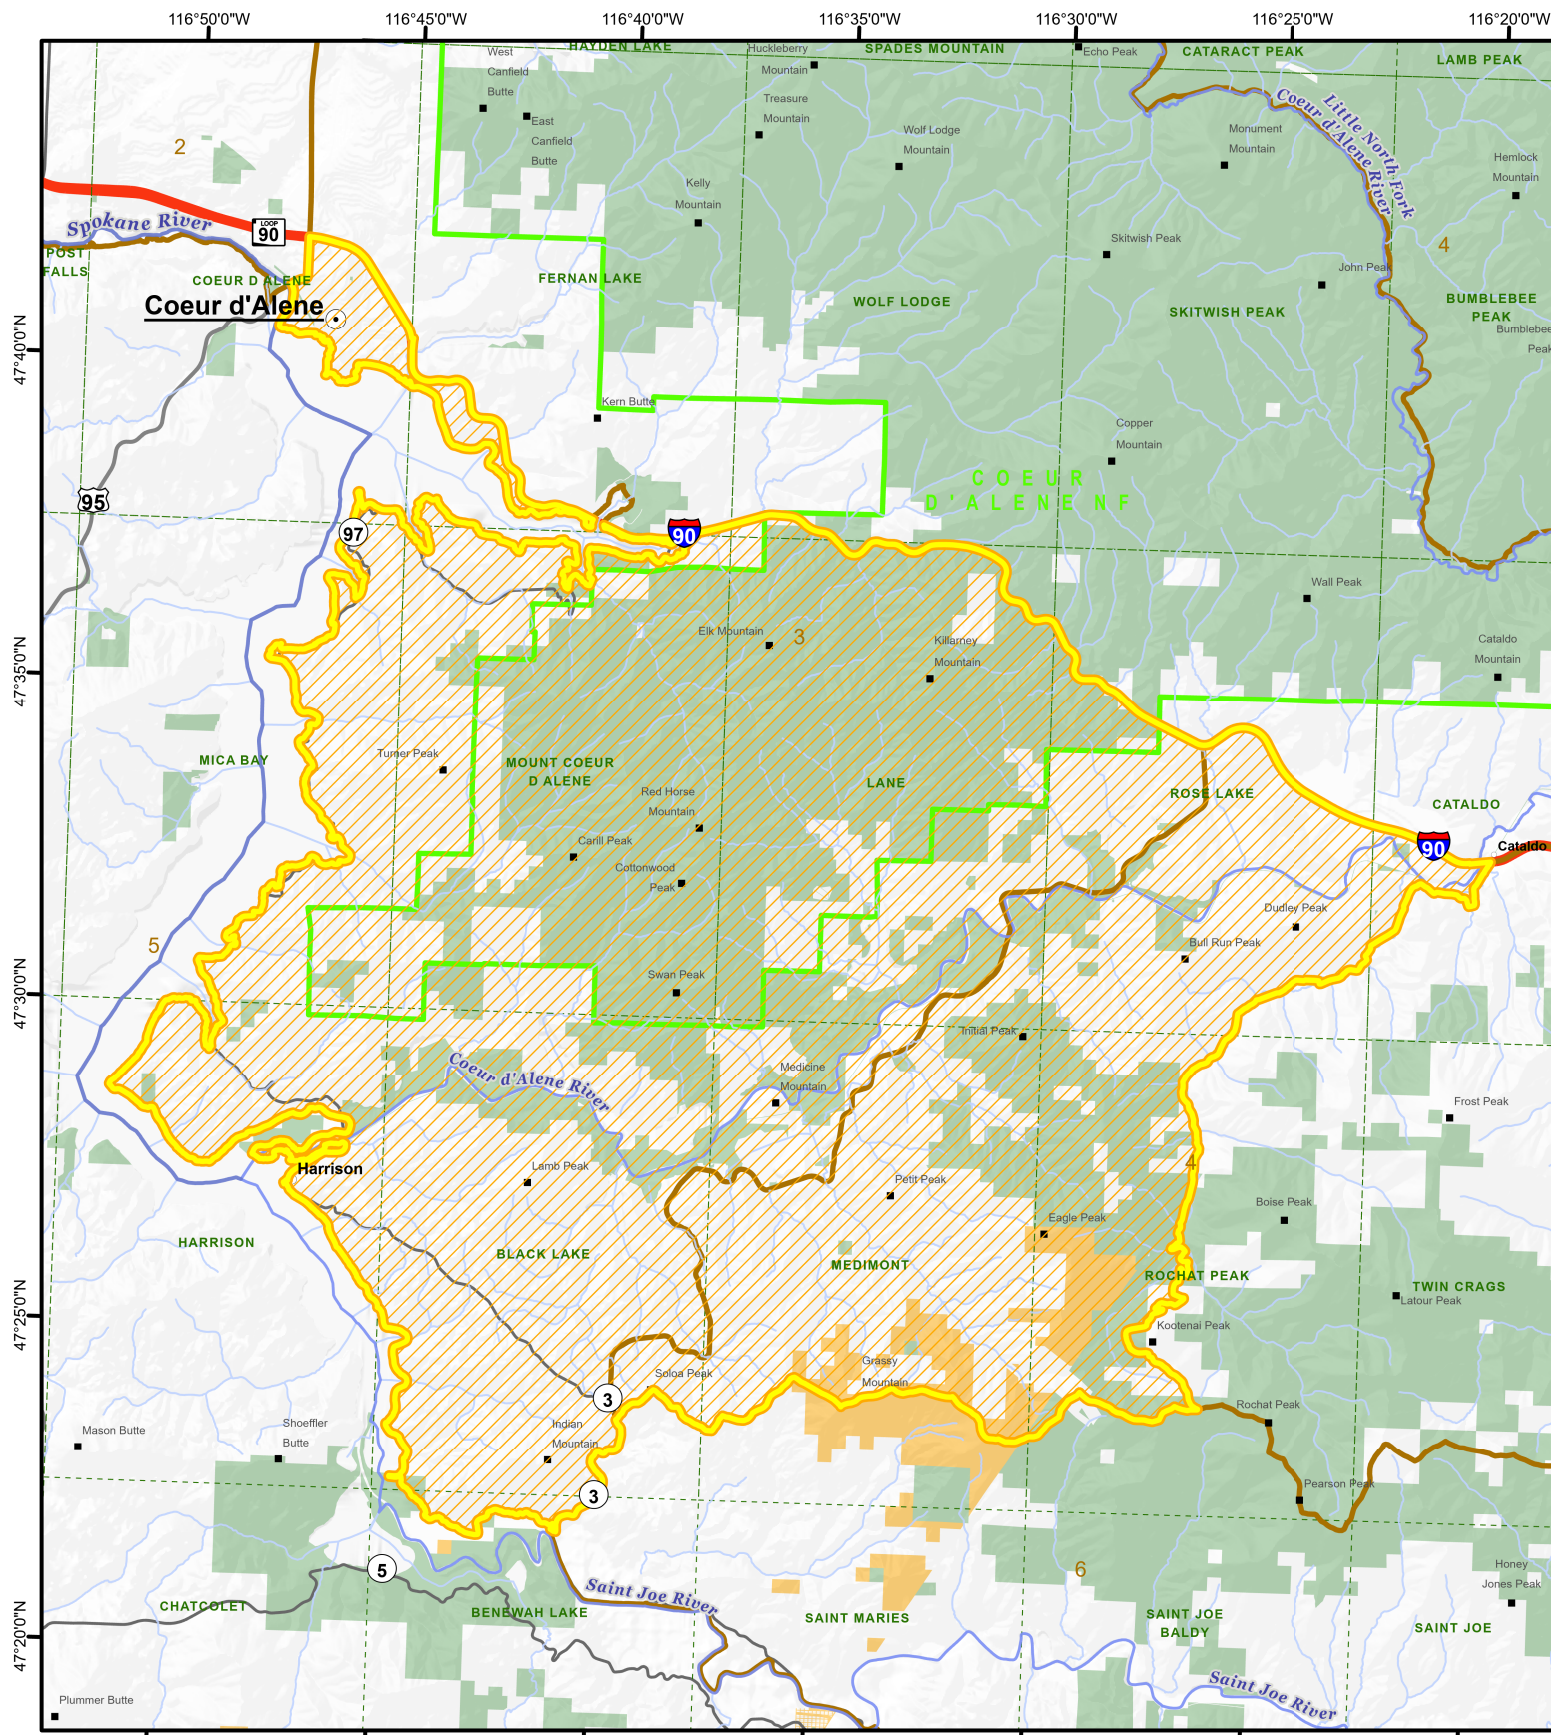 116°50'0"W 116°45'0"W 116°40'0"W 116°35'0"W 116°30'0"W 116°25'0"W 116°20'0"W
HAYDEN LAKE
SPADES MOUNTAIN
CATARACT PEAK
LAMB PEAK
West
Canfield
Butte
East
Canfield
Butte
Huckleberry
Mountain
Treasure
Mountain
Echo Peak
Wolf Lodge
Mountain
Kelly
Mountain
Monument
Mountain
Hemlock
Mountain
Little North Fork
Coeur d'Alene River
2
Spokane River
LOOP
90
POST
FALLS
COEUR D ALENE
Coeur d'Alene
FERNAN LAKE
WOLF LODGE
Skitwish Peak
SKITWISH PEAK
John Peak
4
BUMBLEBEE
PEAK
Bumblebee
Peak
47°40'0"N
Kern Butte
Copper
Mountain
COEUR
D'ALENE NF
95
97
90
Wall Peak
Elk Mountain
3
Killarney
Mountain
Cataldo
Mountain
47°35'0"N
MICA BAY
Turner Peak
MOUNT COEUR
D ALENE
LANE
ROSE LAKE
CATALDO
Red Horse
Mountain
Carill Peak
Cottonwood
Peak
90
Cataldo
Dudley Peak
Bull Run Peak
5
Swan Peak
47°30'0"N
Initial Peak
Coeur d'Alene River
Medicine
Mountain
Frost Peak
Harrison
Lamb Peak
Petit Peak
4
Boise Peak
Eagle Peak
HARRISON
BLACK LAKE
MEDIMONT
ROCHAT PEAK
TWIN CRAGS
Latour Peak
47°25'0"N
Kootenai Peak
Grassy
Mountain
Soloa Peak
3
Rochat Peak
Mason Butte
Shoeffler
Butte
Indian
Mountain
3
Pearson Peak
5
6
Honey
Jones Peak
CHATCOLET
BENEWAH LAKE
Saint Joe River
SAINT MARIES
SAINT JOE
BALDY
SAINT JOE
47°20'0"N
Saint Joe River
Plummer Butte